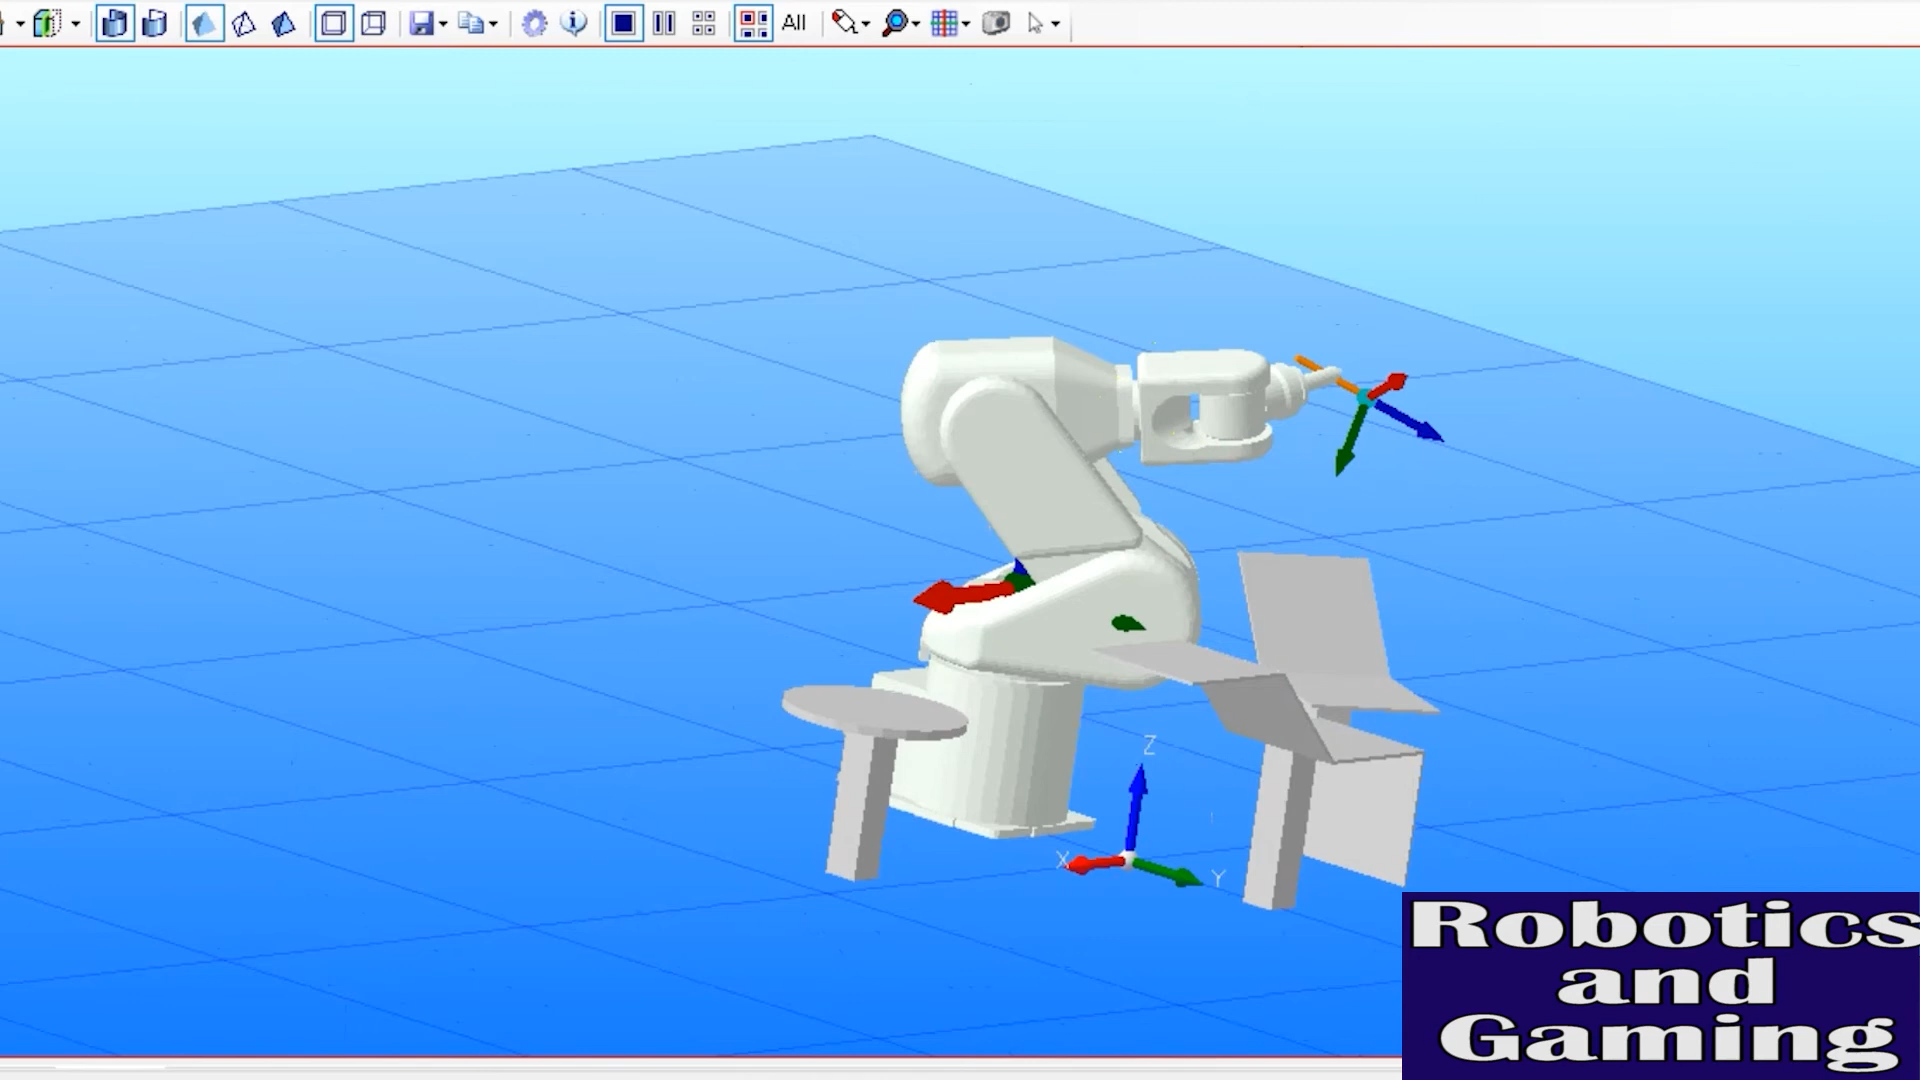 All
Z
X
Y
Robotics
and
Gaming